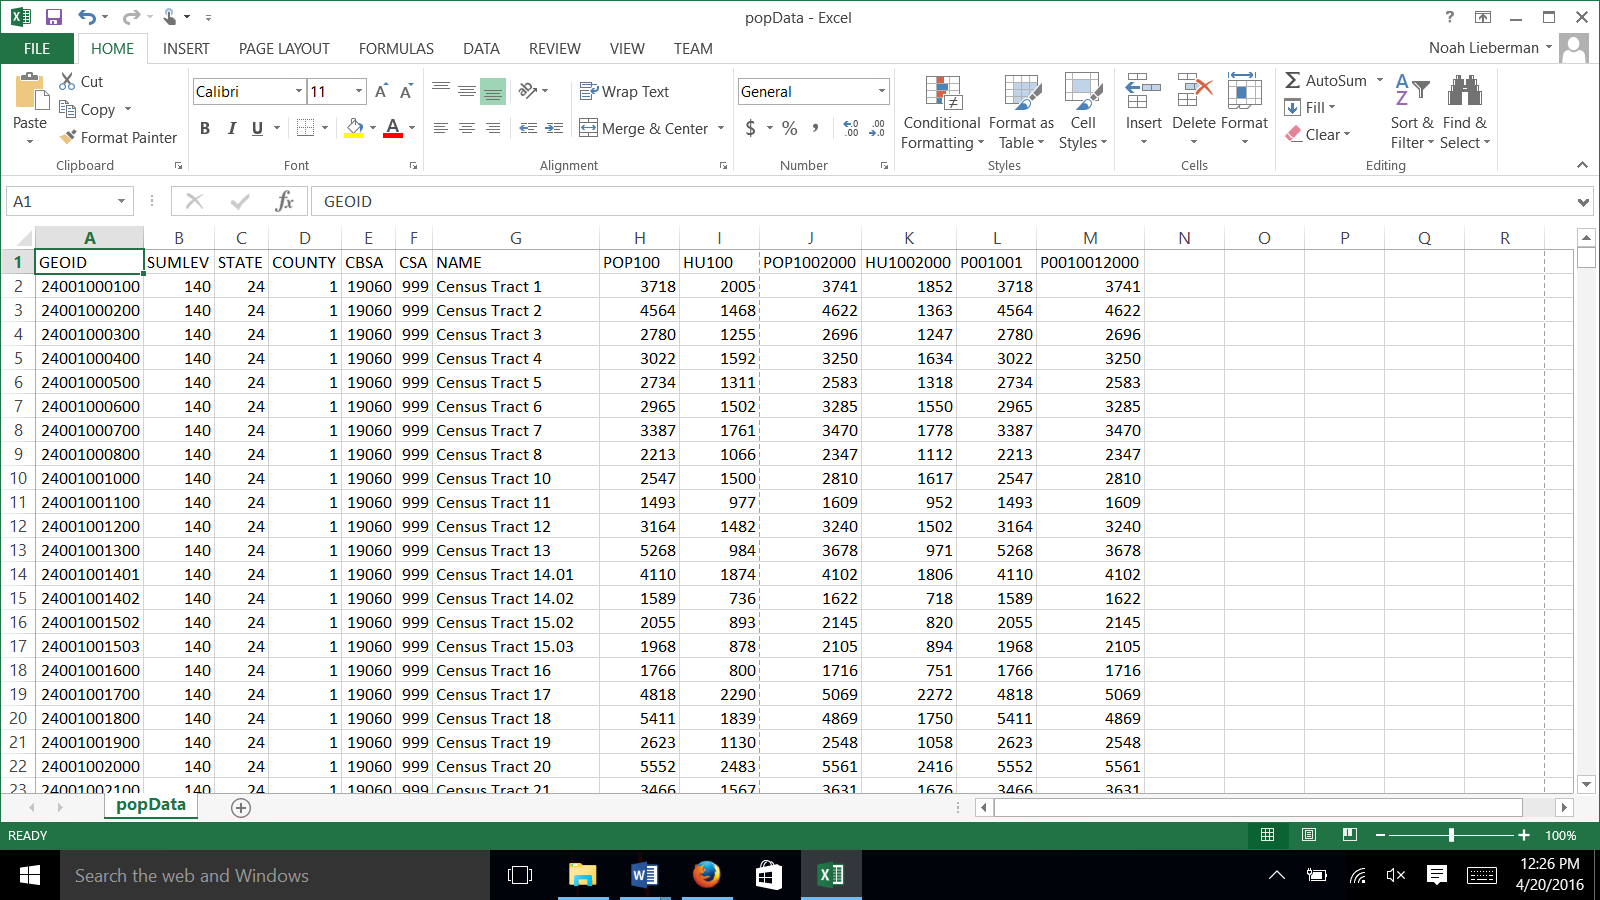 popData - Excel
FILE HOME INSERT PAGE LAYOUT FORMULAS DATA REVIEW VIEW TEAM Noah Lieberman
Paste Cut Copy Format Painter
Clipboard
Calibri 11
B I U
Font
Wrap Text
Merge & Center
Alignment
General
$ % ,
Number
Conditional Formatting Format as Table Cell Styles
Styles
Insert Delete Format
Cells
AutoSum
Fill
Clear
Sort & Filter Find & Select
Editing
A1 fx GEOID
A B C D E F G H I J K L M N O P Q R
1 GEOID SUMLEV STATE COUNTY CBSA CSA NAME POP100 HU100 POP1002000 HU1002000 P001001 P0010012000
2 24001000100 140 24 1 19060 999 Census Tract 1 3718 2005 3741 1852 3718 3741
3 24001000200 140 24 1 19060 999 Census Tract 2 4564 1468 4622 1363 4564 4622
4 24001000300 140 24 1 19060 999 Census Tract 3 2780 1255 2696 1247 2780 2696
5 24001000400 140 24 1 19060 999 Census Tract 4 3022 1592 3250 1634 3022 3250
6 24001000500 140 24 1 19060 999 Census Tract 5 2734 1311 2583 1318 2734 2583
7 24001000600 140 24 1 19060 999 Census Tract 6 2965 1502 3285 1550 2965 3285
8 24001000700 140 24 1 19060 999 Census Tract 7 3387 1761 3470 1778 3387 3470
9 24001000800 140 24 1 19060 999 Census Tract 8 2213 1066 2347 1112 2213 2347
10 24001001000 140 24 1 19060 999 Census Tract 10 2547 1500 2810 1617 2547 2810
11 24001001100 140 24 1 19060 999 Census Tract 11 1493 977 1609 952 1493 1609
12 24001001200 140 24 1 19060 999 Census Tract 12 3164 1482 3240 1502 3164 3240
13 24001001300 140 24 1 19060 999 Census Tract 13 5268 984 3678 971 5268 3678
14 24001001401 140 24 1 19060 999 Census Tract 14.01 4110 1874 4102 1806 4110 4102
15 24001001402 140 24 1 19060 999 Census Tract 14.02 1589 736 1622 718 1589 1622
16 24001001502 140 24 1 19060 999 Census Tract 15.02 2055 893 2145 820 2055 2145
17 24001001503 140 24 1 19060 999 Census Tract 15.03 1968 878 2105 894 1968 2105
18 24001001600 140 24 1 19060 999 Census Tract 16 1766 800 1716 751 1766 1716
19 24001001700 140 24 1 19060 999 Census Tract 17 4818 2290 5069 2272 4818 5069
20 24001001800 140 24 1 19060 999 Census Tract 18 5411 1839 4869 1750 5411 4869
21 24001001900 140 24 1 19060 999 Census Tract 19 2623 1130 2548 1058 2623 2548
22 24001002000 140 24 1 19060 999 Census Tract 20 5552 2483 5561 2416 5552 5561
23 24001002100 140 24 1 19060 999 Census Tract 21 3466 1567 3631 1676 3466 3631
popData
READY 100%
Search the web and Windows
12:26 PM
4/20/2016